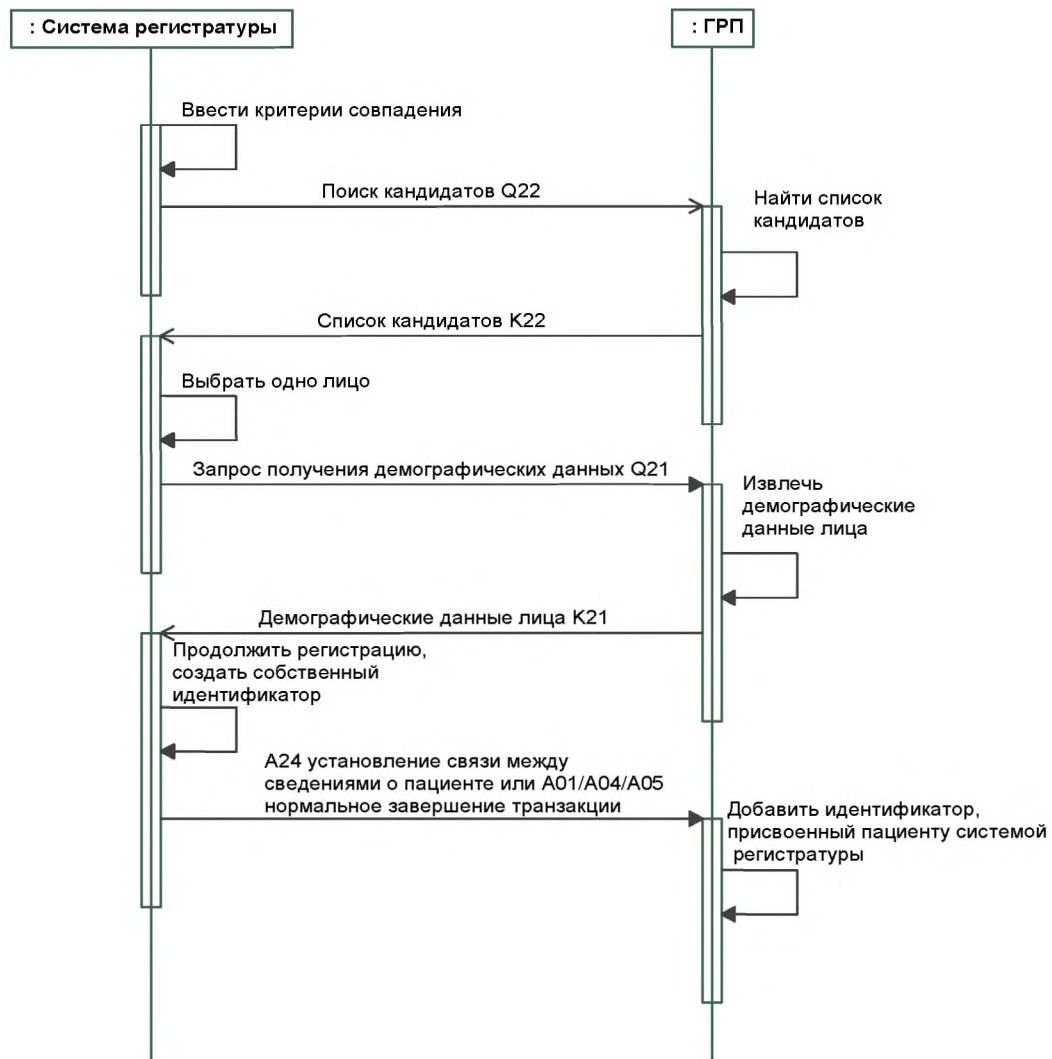 : Система регистратуры
: ГРП
Ввести критерии совпадения
Поиск кандидатов Q22
Найти список
кандидатов
Список кандидатов K22
Выбрать одно лицо
Запрос получения демографических данных Q21
Извлечь
демографические
данные лица
Демографические данные лица K21
Продолжить регистрацию,
создать собственный
идентификатор
A24 установление связи между
сведениями о пациенте или A01/A04/A05
нормальное завершение транзакции
Добавить идентификатор,
присвоенный пациенту системой
регистратуры